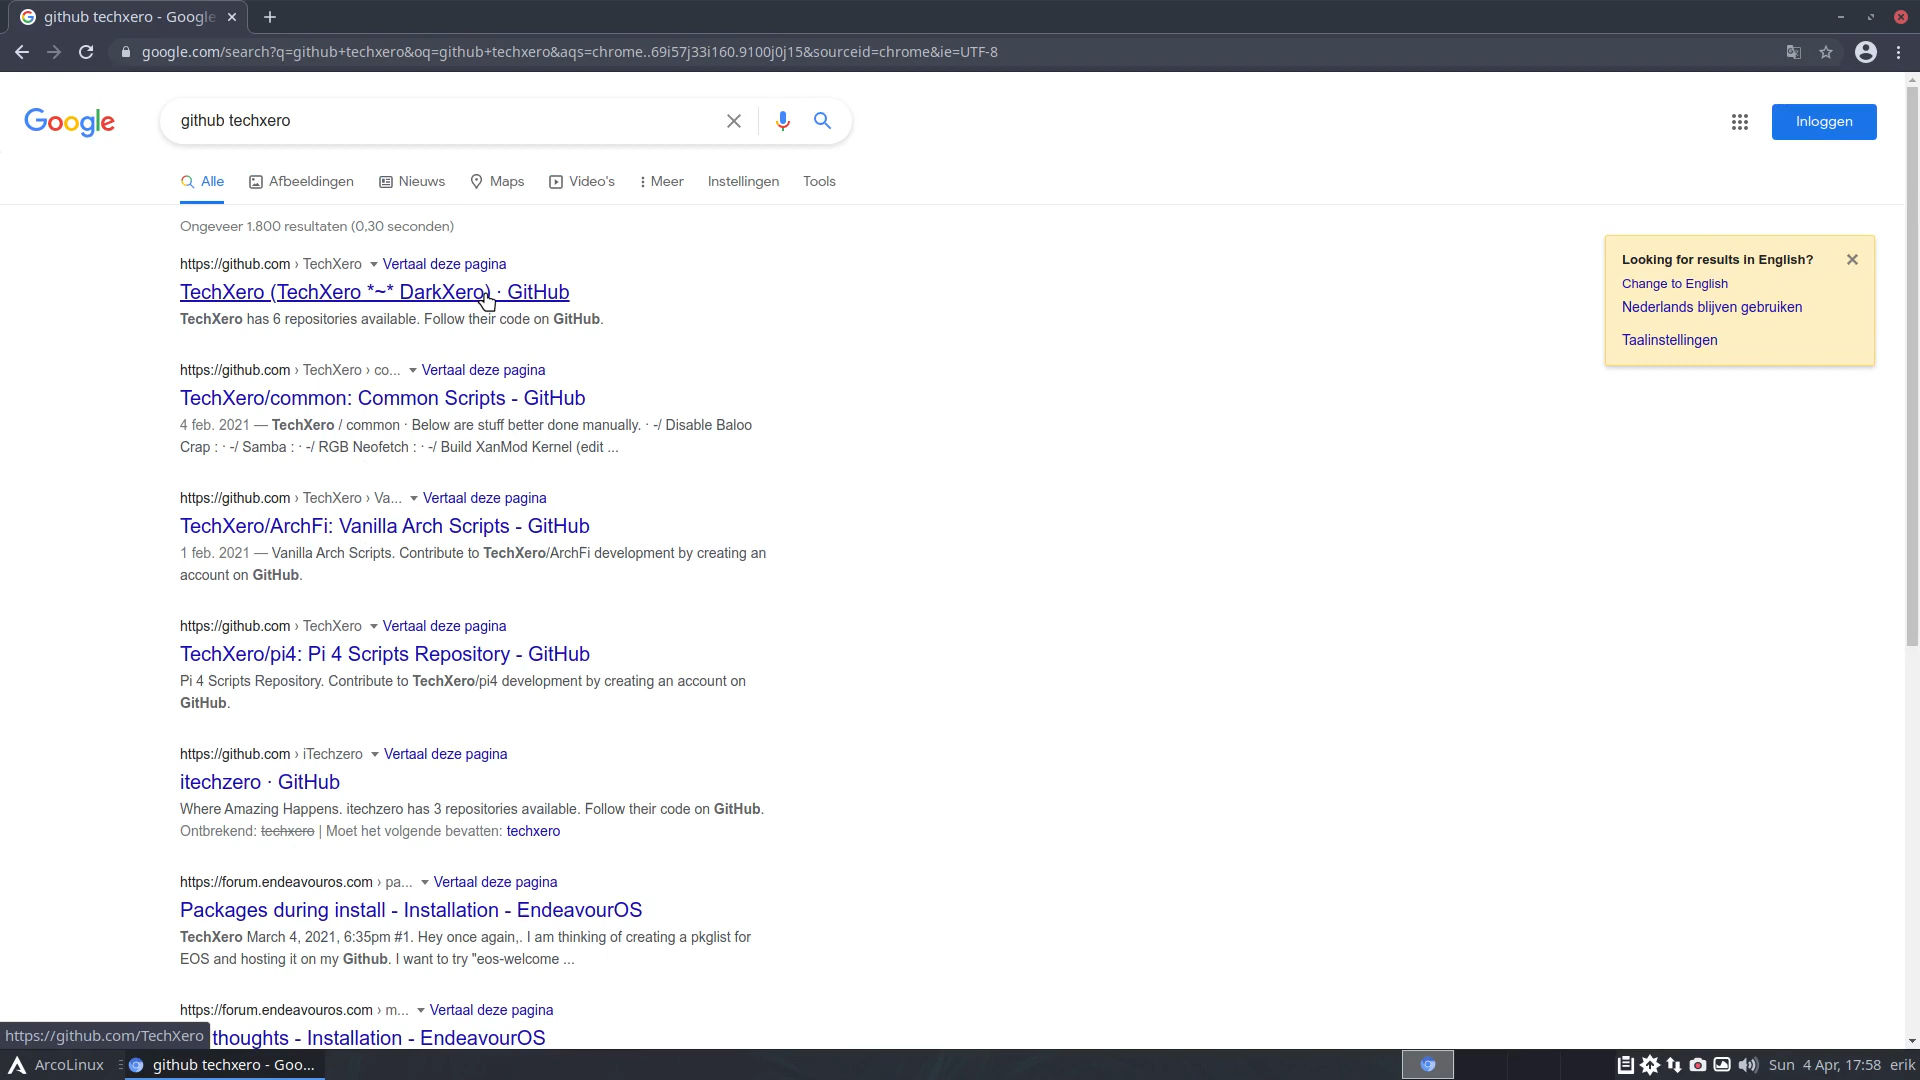 github techxero - Google
google.com/search?q=github+techxero&oq=github+techxero&aqs=chrome..69i57j33i160.9100j0j15&sourceid=chrome&ie=UTF-8
Google
github techxero
Inloggen
Alle Afbeeldingen Nieuws Maps Video's Meer Instellingen Tools
Ongeveer 1.800 resultaten (0,30 seconden)
https://github.com › TechXero Vertaal deze pagina
TechXero (TechXero *~* DarkXero) · GitHub
TechXero has 6 repositories available. Follow their code on GitHub.
https://github.com › TechXero › co... Vertaal deze pagina
TechXero/common: Common Scripts - GitHub
4 feb. 2021 — TechXero / common · Below are stuff better done manually. · -/ Disable Baloo
Crap : · -/ Samba : · -/ RGB Neofetch : · -/ Build XanMod Kernel (edit ...
https://github.com › TechXero › Va... Vertaal deze pagina
TechXero/ArchFi: Vanilla Arch Scripts - GitHub
1 feb. 2021 — Vanilla Arch Scripts. Contribute to TechXero/ArchFi development by creating an
account on GitHub.
https://github.com › TechXero Vertaal deze pagina
TechXero/pi4: Pi 4 Scripts Repository - GitHub
Pi 4 Scripts Repository. Contribute to TechXero/pi4 development by creating an account on
GitHub.
https://github.com › iTechzero Vertaal deze pagina
itechzero · GitHub
Where Amazing Happens. itechzero has 3 repositories available. Follow their code on GitHub.
Ontbrekend: techxero | Moet het volgende bevatten: techxero
https://forum.endeavouros.com › pa... Vertaal deze pagina
Packages during install - Installation - EndeavourOS
TechXero March 4, 2021, 6:35pm #1. Hey once again,. I am thinking of creating a pkglist for
EOS and hosting it on my Github. I want to try "eos-welcome ...
https://forum.endeavouros.com › m... Vertaal deze pagina
thoughts - Installation - EndeavourOS
Looking for results in English?
Change to English
Nederlands blijven gebruiken
Taalinstellingen
https://github.com/TechXero
ArcoLinux github techxero - Goo... Sun 4 Apr, 17:58 erik